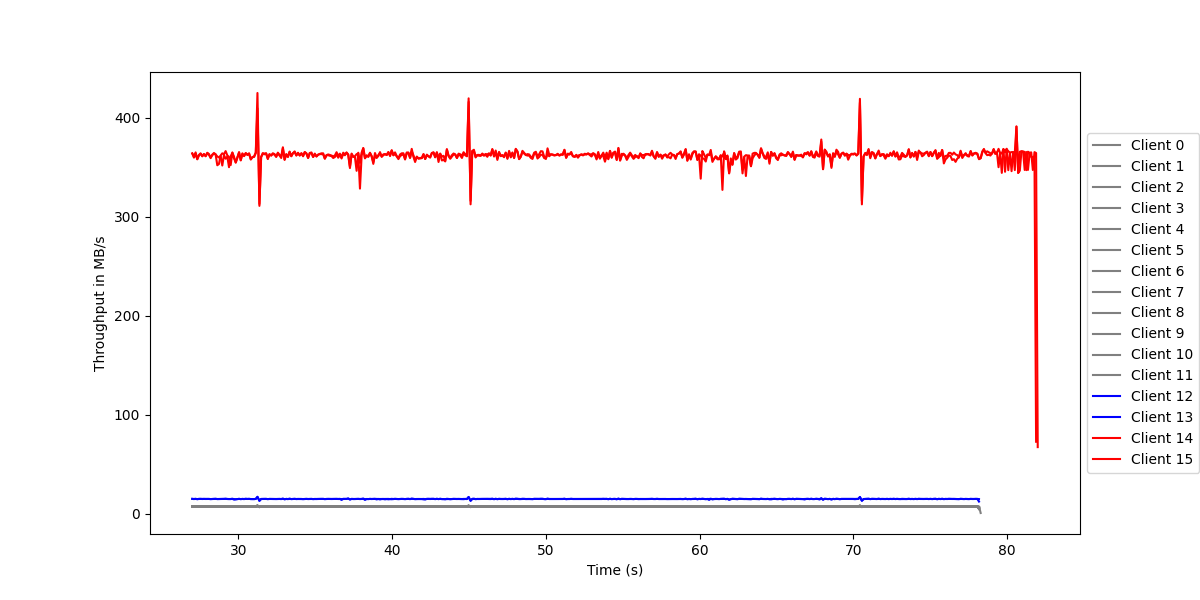 400
300
200
100
0
Throughput in MB/s
30 40 50 60 70 80
Time (s)
Client 0
Client 1
Client 2
Client 3
Client 4
Client 5
Client 6
Client 7
Client 8
Client 9
Client 10
Client 11
Client 12
Client 13
Client 14
Client 15